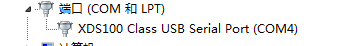 端口 (COM 和 LPT)
XDS100 Class USB Serial Port (COM4)